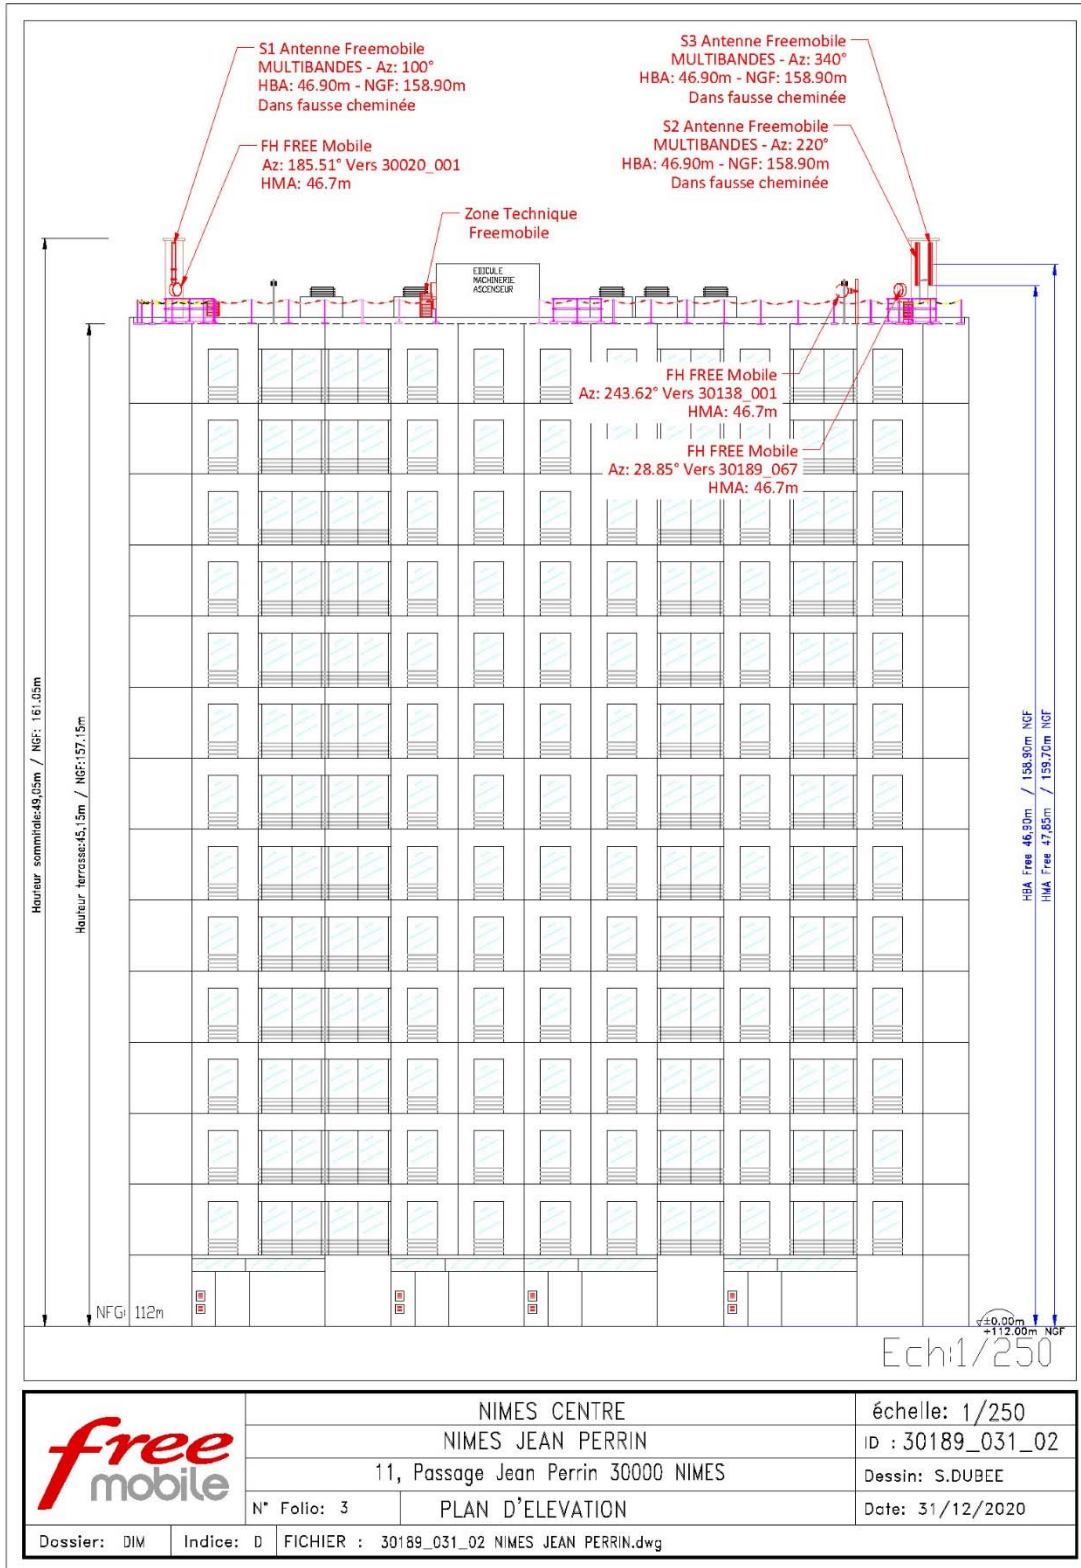 S1 Antenne Freemobile
MULTIBANDES - Az: 100°
HBA: 46.90m - NGF: 158.90m
Dans fausse cheminée
FH FREE Mobile
Az: 185.51° Vers 30020_001
HMA: 46.7m
Zone Technique
Freemobile
S3 Antenne Freemobile
MULTIBANDES - Az: 340°
HBA: 46.90m - NGF: 158.90m
Dans fausse cheminée
S2 Antenne Freemobile
MULTIBANDES - Az: 220°
HBA: 46.90m - NGF: 158.90m
Dans fausse cheminée
EDICULE
MACHINERIE
ASCENSEUR
FH FREE Mobile
Az: 243.62° Vers 30138_001
HMA: 46.7m
FH FREE Mobile
Az: 28.85° Vers 30189_067
HMA: 46.7m
Hauteur sommitale:49,05m / NGF: 161.05m
Hauteur terrasse:45,15m / NGF:157.15m
HBA Free 46,90m / 158.90m NGF
HMA Free 47,85m / 159.70m NGF
NFG: 112m
±0.00m
+112.00m NGF
Ech:1/250
free
mobile
NIMES CENTRE
NIMES JEAN PERRIN
11, Passage Jean Perrin 30000 NIMES
N° Folio: 3
PLAN D'ELEVATION
échelle: 1/250
ID : 30189_031_02
Dessin: S.DUBEE
Date: 31/12/2020
Dossier: DIM
Indice: D
FICHIER : 30189_031_02 NIMES JEAN PERRIN.dwg